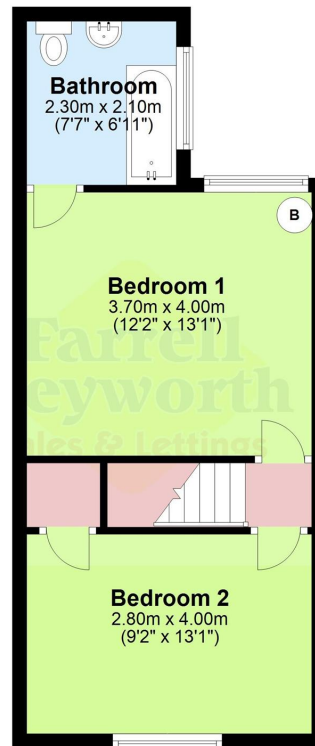 Bathroom
2.30m x 2.10m
(7'7" x 6'11")
B
Bedroom 1
3.70m x 4.00m
(12'2" x 13'1")
Farrell
eyworth
ales & Lettings
Bedroom 2
2.80m x 4.00m
(9'2" x 13'1")